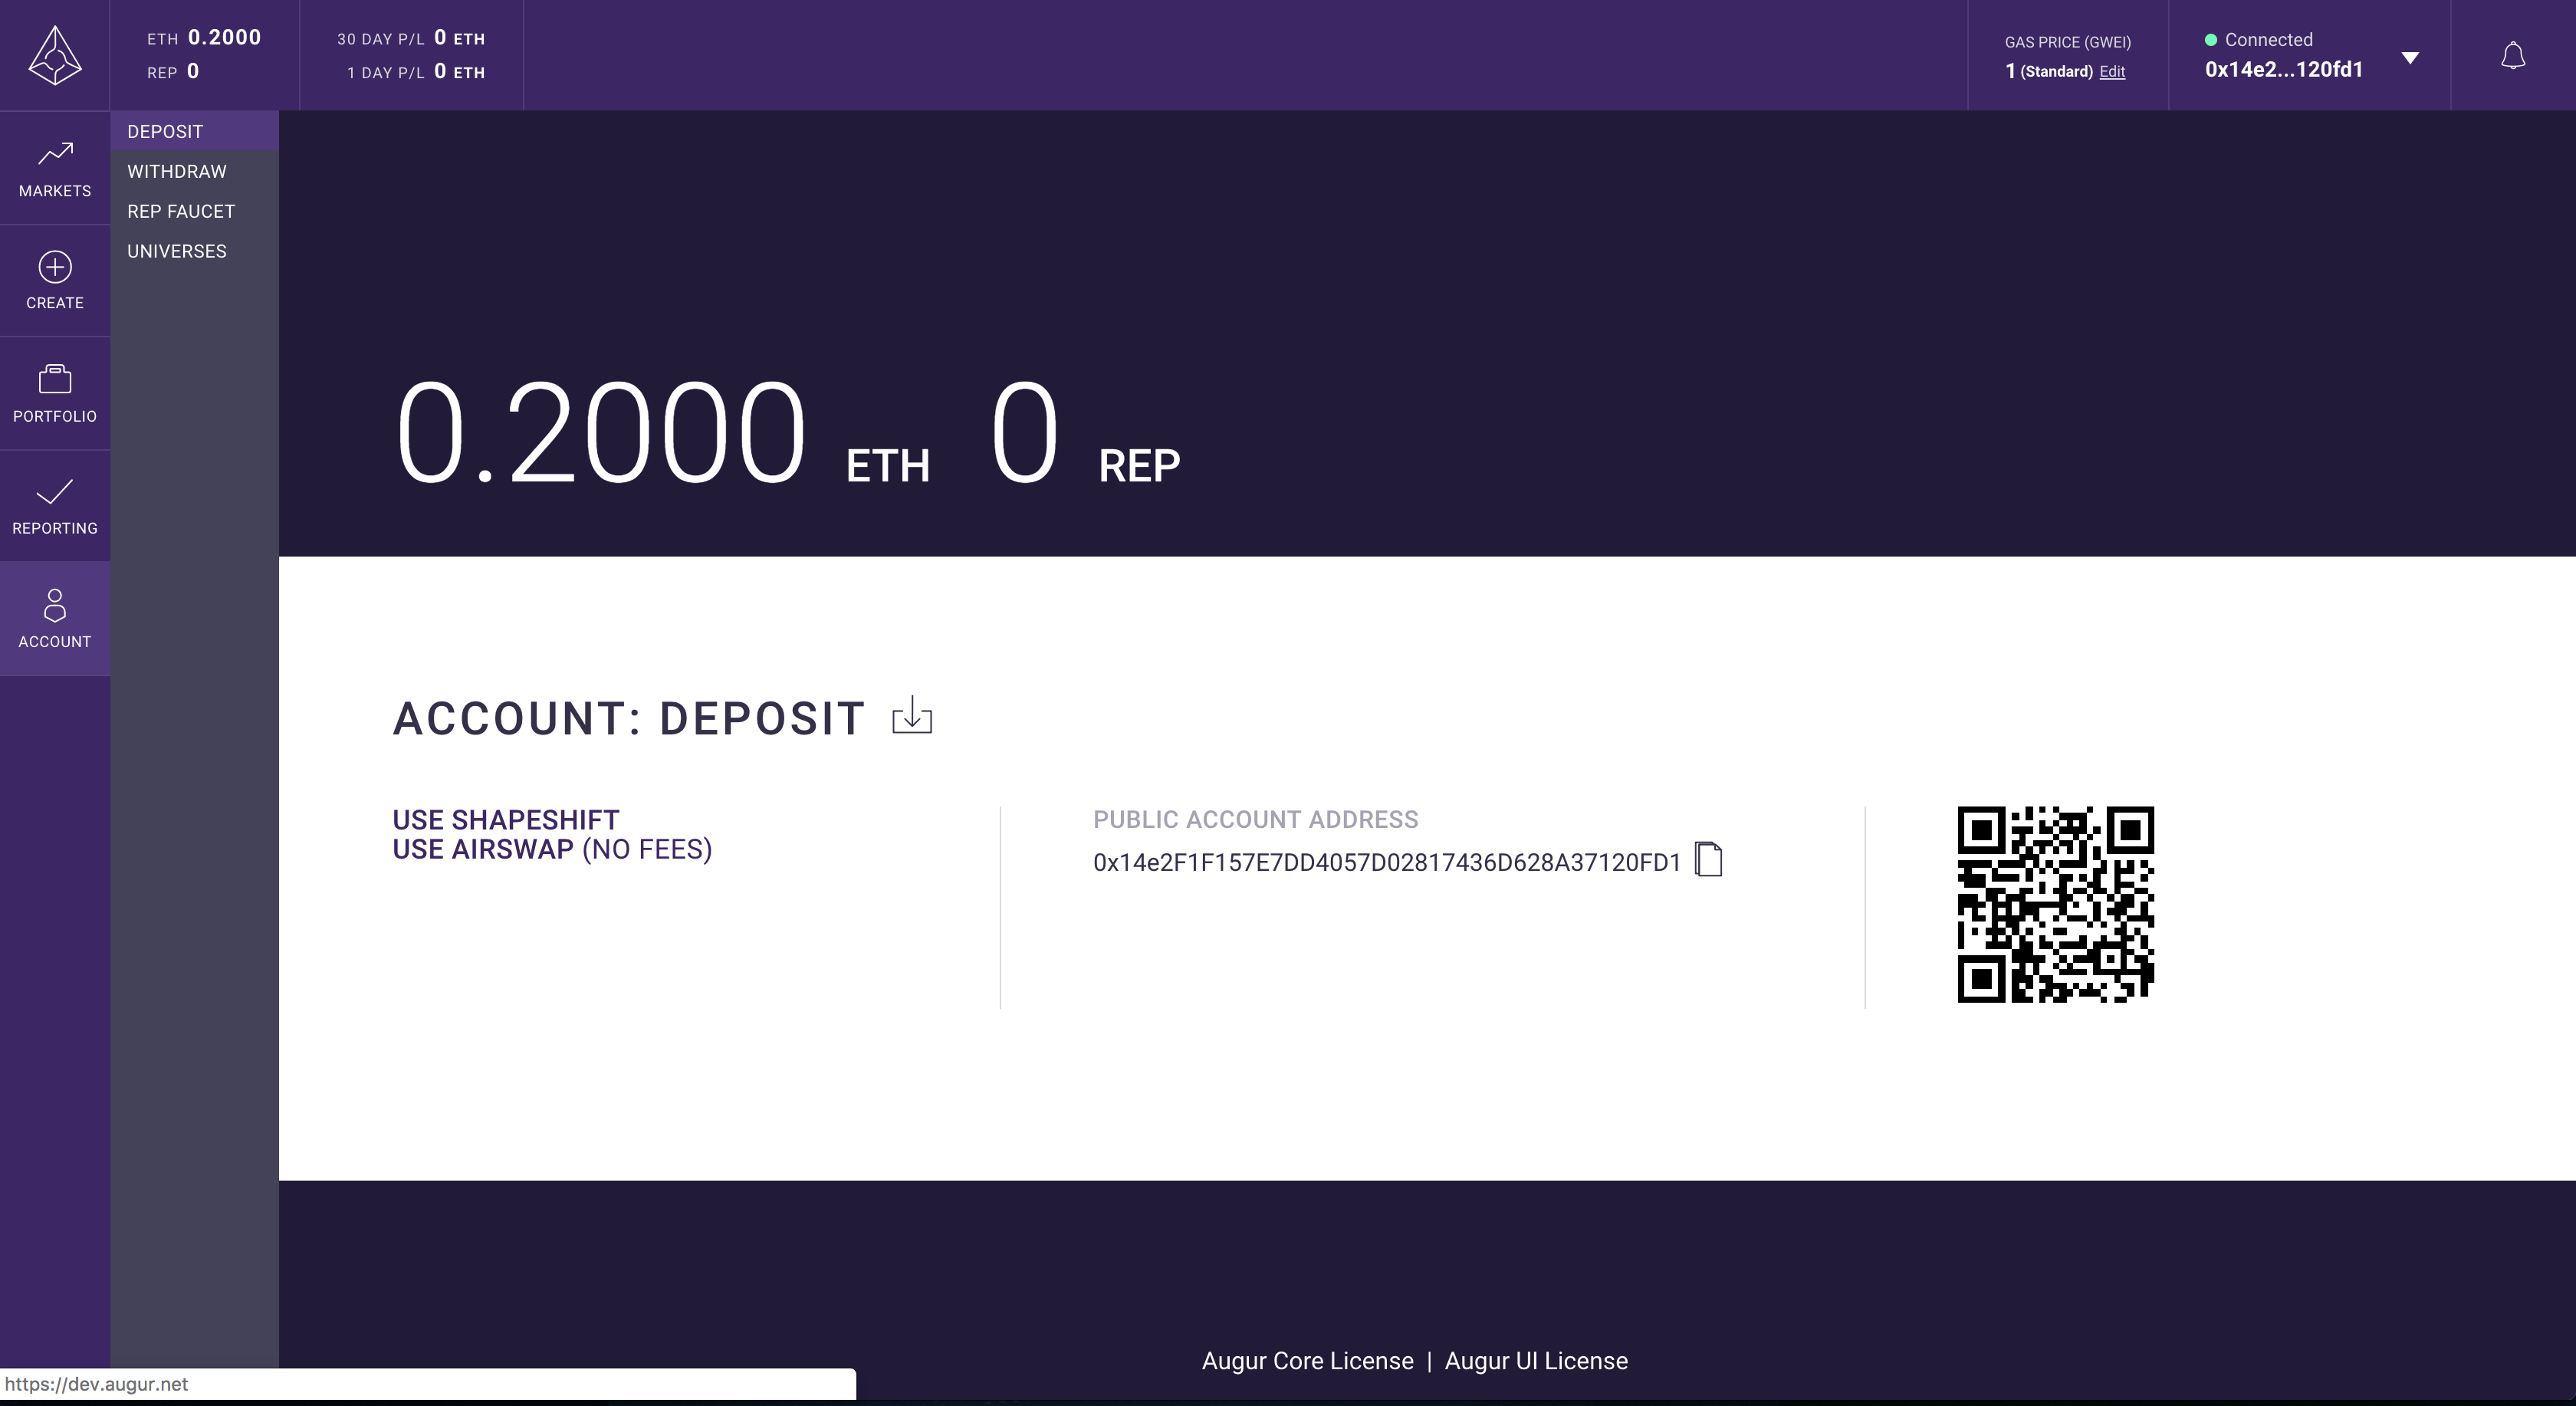 ETH 0.2000
REP 0
30 DAY P/L 0 ETH
1 DAY P/L 0 ETH
GAS PRICE (GWEI)
1 (Standard) Edit
Connected
0x14e2...120fd1
MARKETS
CREATE
PORTFOLIO
REPORTING
ACCOUNT
DEPOSIT
WITHDRAW
REP FAUCET
UNIVERSES
0.2000 ETH 0 REP
ACCOUNT: DEPOSIT
USE SHAPESHIFT
USE AIRSWAP (NO FEES)
PUBLIC ACCOUNT ADDRESS
0x14e2F1F157E7DD4057D02817436D628A37120FD1
Augur Core License | Augur UI License
https://dev.augur.net